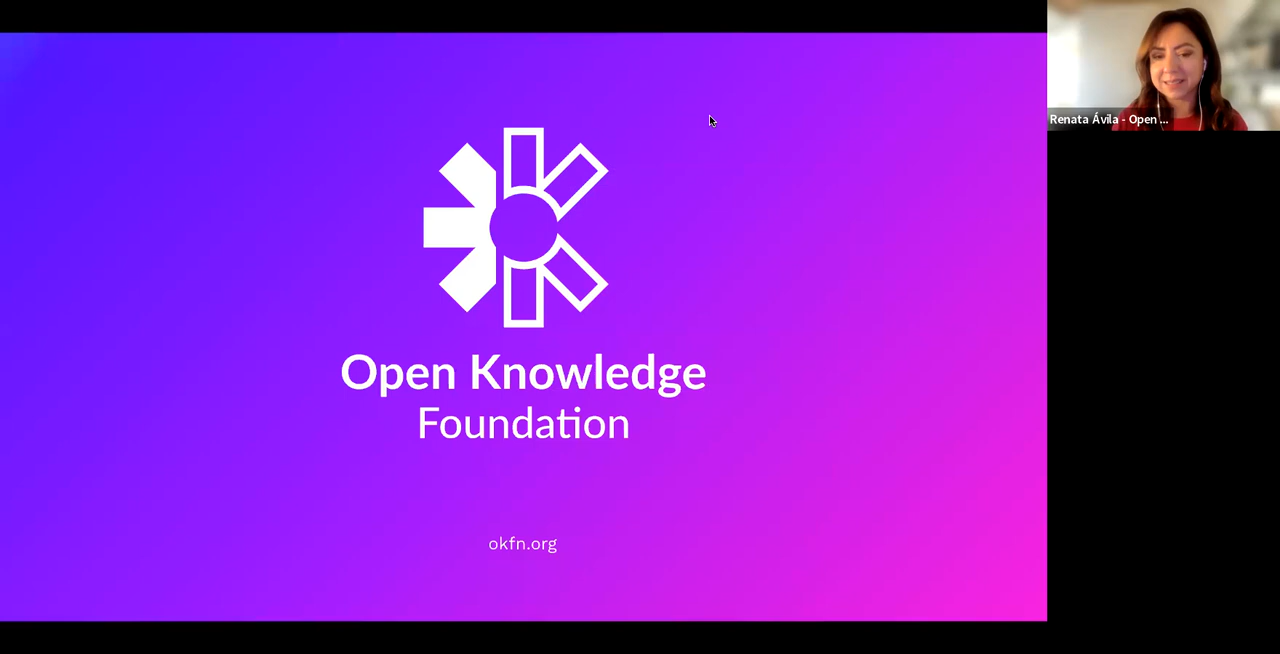 Open Knowledge
Foundation
okfn.org
Renata Ávila - Open ...